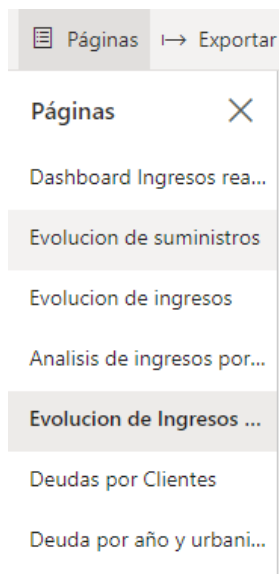 Páginas Exportar
Páginas
Dashboard Ingresos rea...
Evolucion de suministros
Evolucion de ingresos
Analisis de ingresos por...
Evolucion de Ingresos ...
Deudas por Clientes
Deuda por año y urbani...